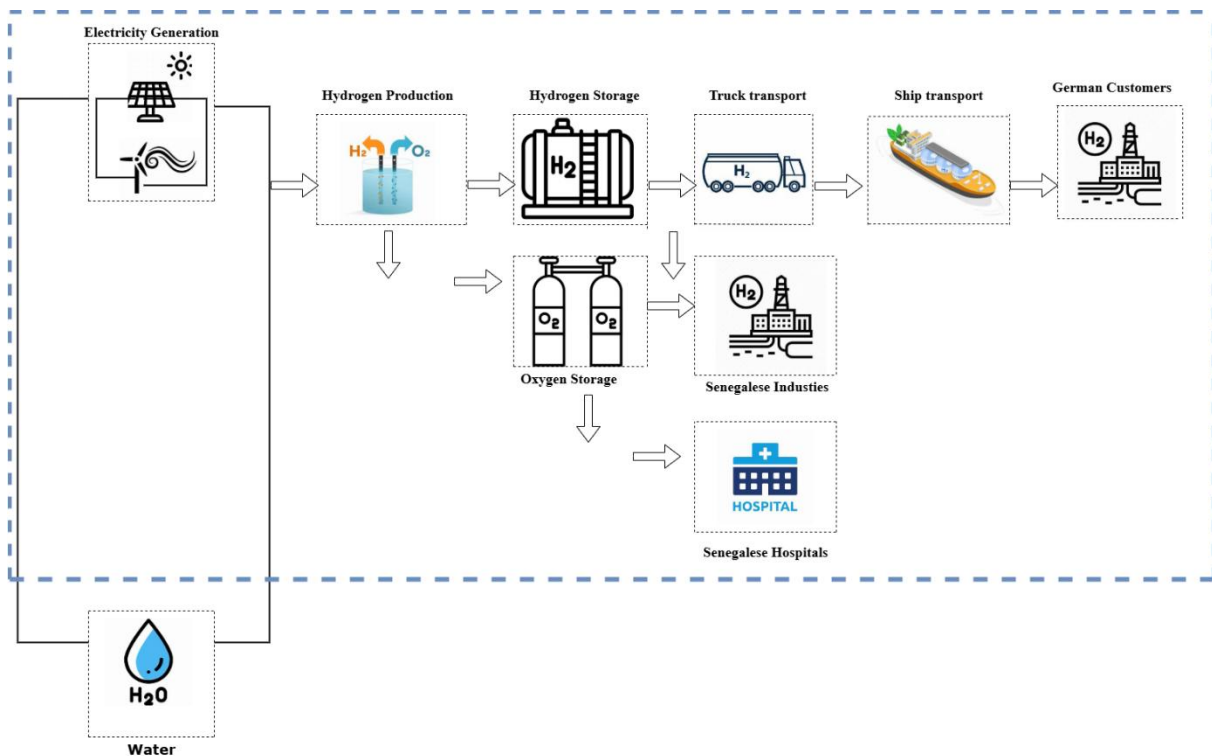 Electricity Generation
Hydrogen Production
Hydrogen Storage
Truck transport
Ship transport
German Customers
H₂ O₂
H2
H₂
H₂
O₂ O₂
H₂
Oxygen Storage
Senegalese Industies
HOSPITAL
Senegalese Hospitals
H₂O
Water